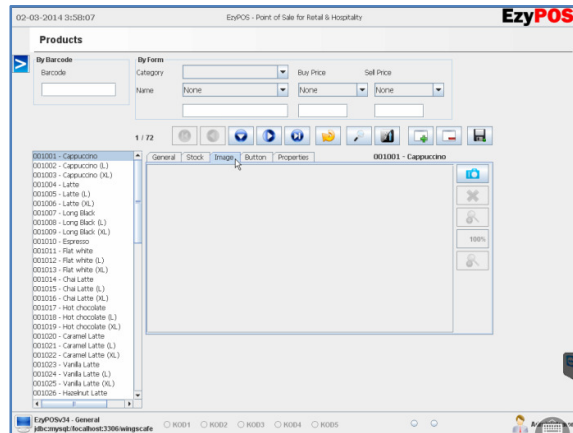 02-03-2014 3:58:07 EzyPOS - Point of Sale for Retail & Hospitality EzyPOS
Products
By Barcode By Form
Barcode Category Buy Price Sell Price
Name None None None
1 / 72
001001 - Cappuccino General Stock Image Button Properties 001001 - Cappuccino
001002 - Cappuccino (L)
001003 - Cappuccino (XL)
001004 - Latte
001005 - Latte (L)
001006 - Latte (XL)
001007 - Long Black
001008 - Long Black (L)
001009 - Long Black (XL)
001010 - Espresso
100%
001011 - Flat white
001012 - Flat white (L)
001013 - Flat white (XL)
001014 - Chai Latte
001015 - Chai Latte (L)
001016 - Chai Latte (XL)
001017 - Hot chocolate
001018 - Hot chocolate (L)
001019 - Hot chocolate (XL)
001020 - Caramel Latte
001021 - Caramel Latte (L)
001022 - Caramel Latte (XL)
001023 - Vanilla Latte
001024 - Vanilla Latte (L)
001025 - Vanilla Latte (XL)
001026 - Hazelnut Latte
EzyPOSv34 - General
jdbc:mysql://localhost:3306/wingscafe KOD1 KOD2 KOD3 KOD4 KOD5